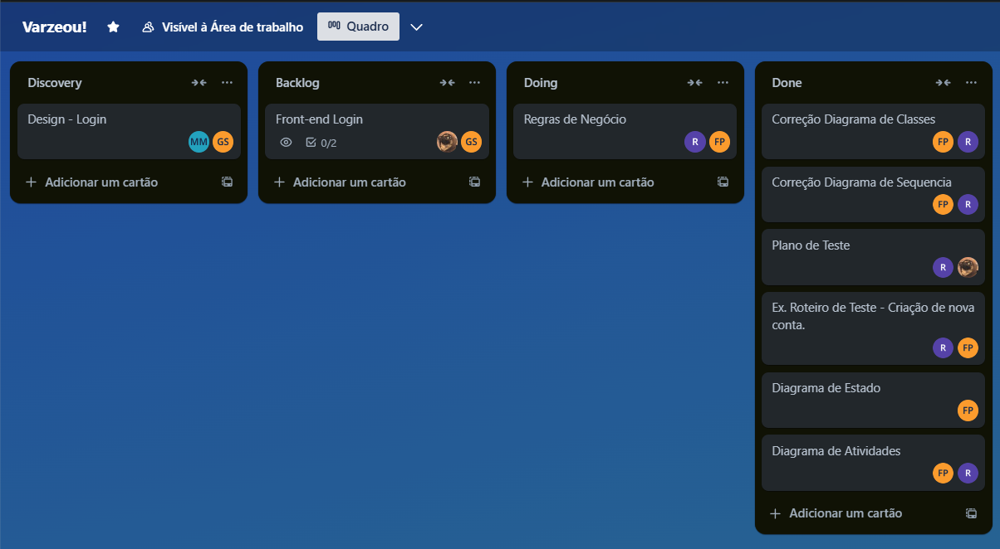 Varzeou!
Visível à Área de trabalho
Quadro
Discovery
Design - Login
MM GS
Adicionar um cartão
Backlog
Front-end Login
0/2
GS
Adicionar um cartão
Doing
Regras de Negócio
R FP
Adicionar um cartão
Done
Correção Diagrama de Classes
FP R
Correção Diagrama de Sequencia
FP R
Plano de Teste
R
Ex. Roteiro de Teste - Criação de nova
conta.
R FP
Diagrama de Estado
FP
Diagrama de Atividades
FP R
Adicionar um cartão